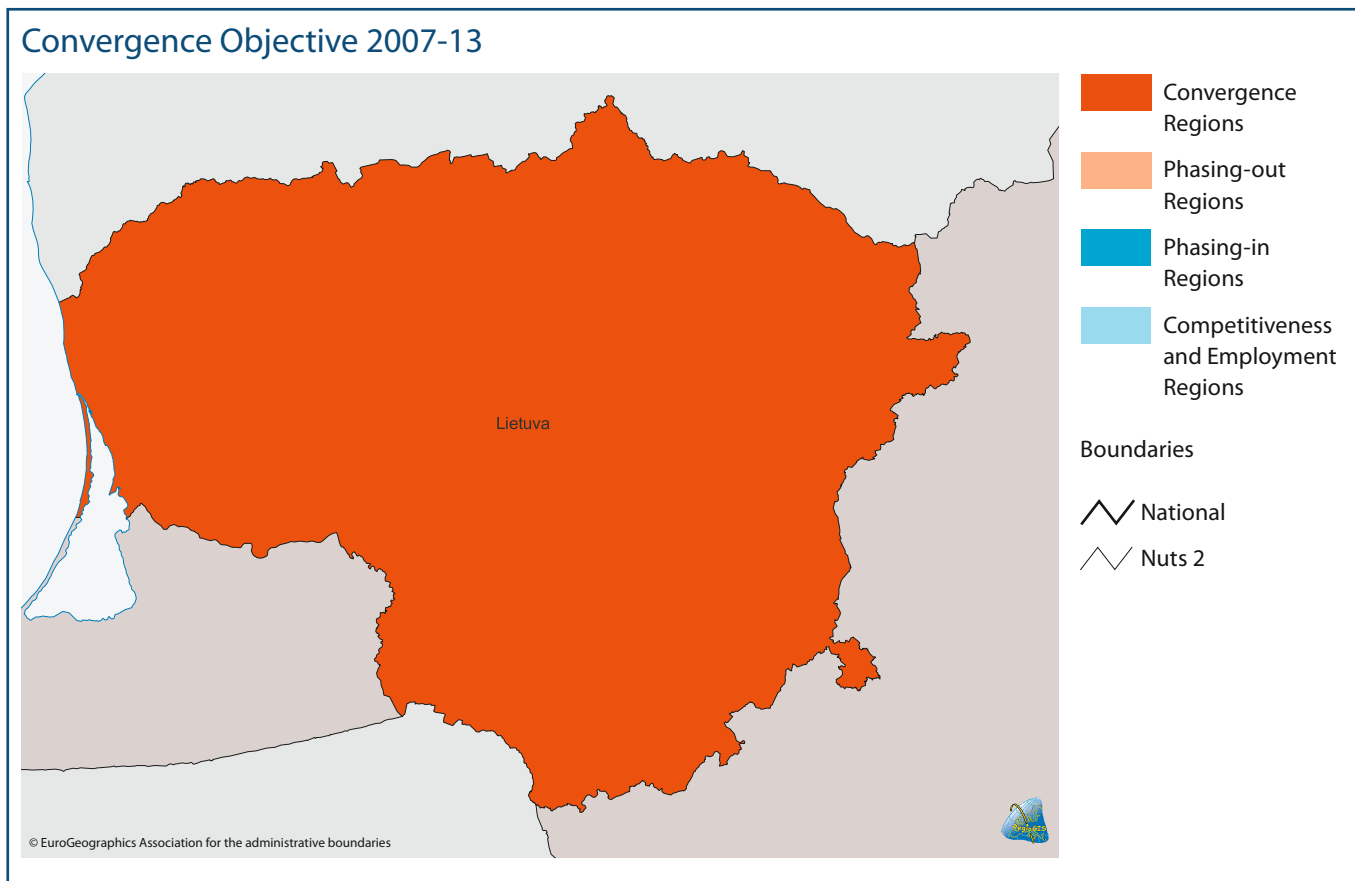 Convergence Objective 2007-13
Convergence
Regions
Phasing-out
Regions
Phasing-in
Regions
Competitiveness
and Employment
Regions
Boundaries
National
Nuts 2
Lietuva
© EuroGeographics Association for the administrative boundaries